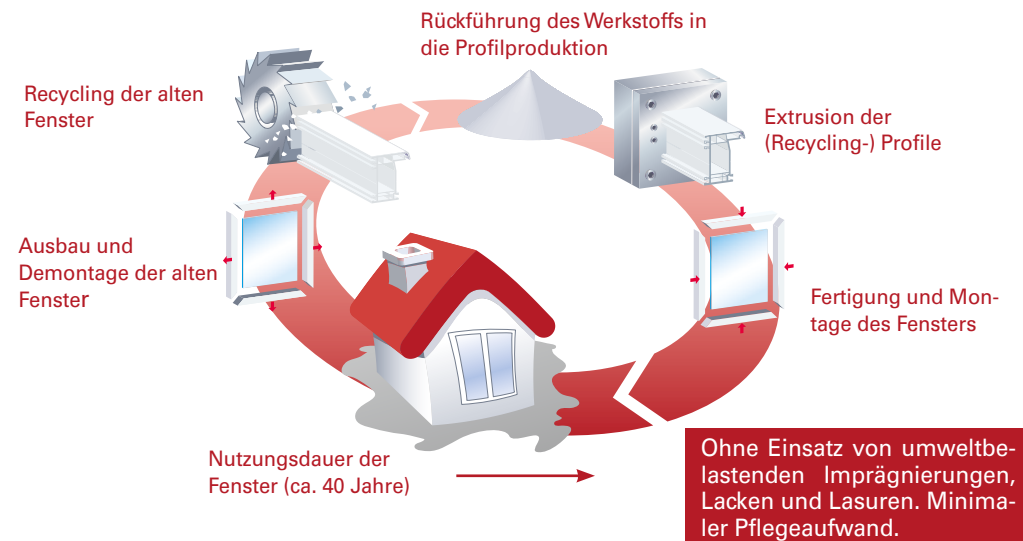 Rückführung des Werkstoffs in
die Profilproduktion
Recycling der alten
Fenster
Extrusion der
(Recycling-) Profile
Ausbau und
Demontage der alten
Fenster
Fertigung und Mon-
tage des Fensters
Nutzungsdauer der
Fenster (ca. 40 Jahre)
Ohne Einsatz von umweltbe-
lastenden Imprägnierungen,
Lacken und Lasuren. Minima-
ler Pflegeaufwand.